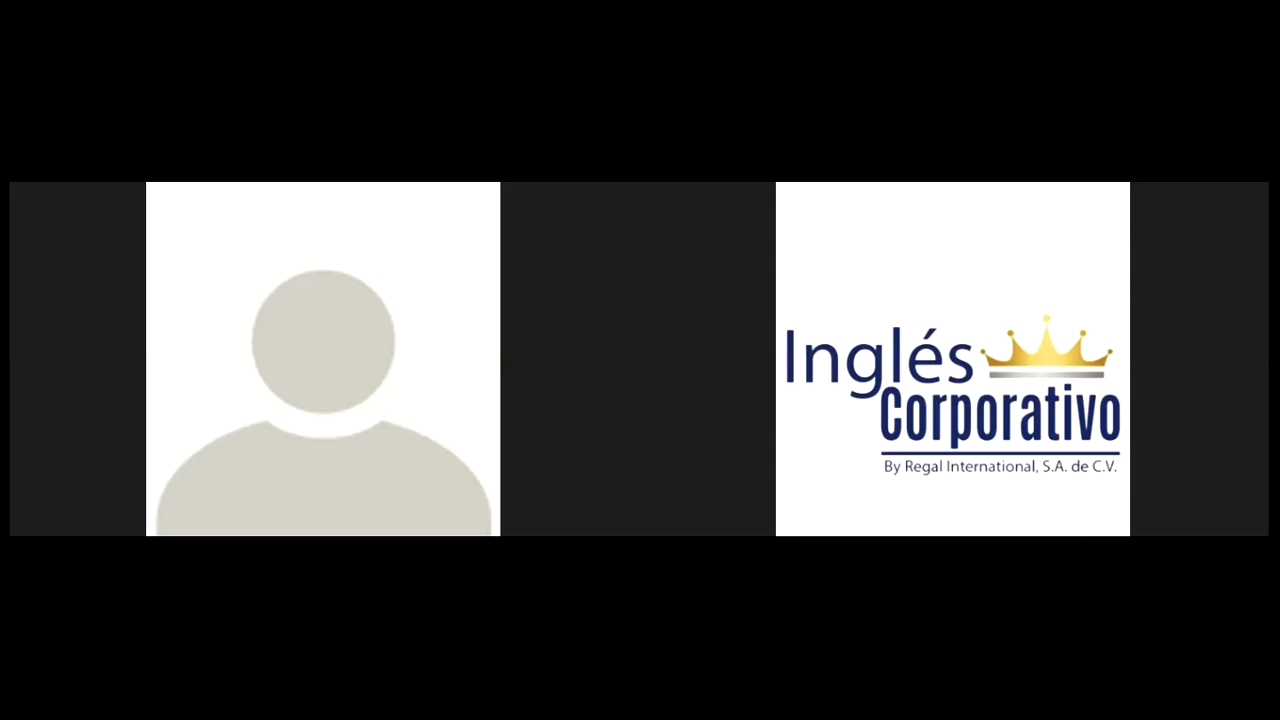 Inglés
Corporativo
By Regal International, S.A. de C.V.